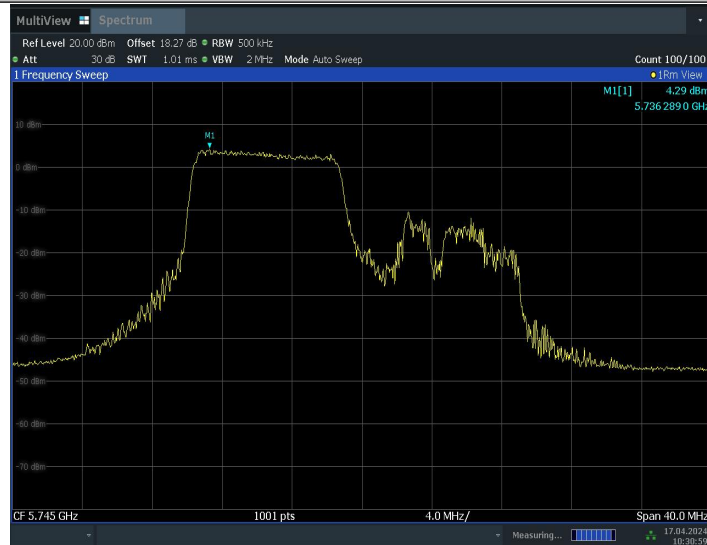 MultiView Spectrum
Ref Level 20.00 dBm Offset 18.27 dB RBW 500 kHz
Att 30 dB SWT 1.01 ms VBW 2 MHz Mode Auto Sweep Count 100/100
1 Frequency Sweep 1Rm View
M1[1] 4.29 dBm
5.7362890 GHz
10 dBm
M1
0 dBm
-10 dBm
-20 dBm
-30 dBm
-40 dBm
-50 dBm
-60 dBm
-70 dBm
CF 5.745 GHz 1001 pts 4.0 MHz/ Span 40.0 MHz
Measuring... 17.04.2024
10:30:59